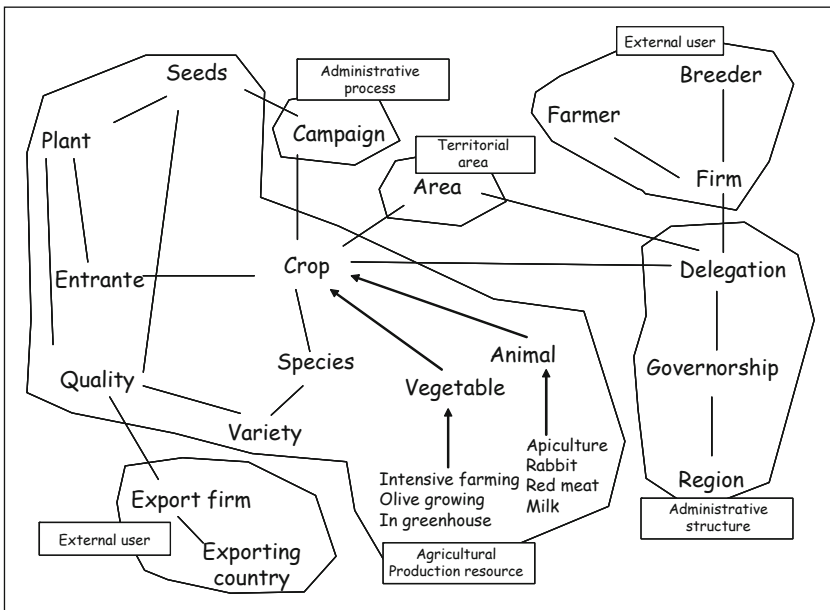 External user
Seeds
Breeder
Administrative
process
Farmer
Plant
Campaign
Territorial
area
Area
Firm
Crop
Delegation
Entrante
Species
Animal
Governorship
Quality
Vegetable
Variety
Apiculture
Rabbit
Red meat
Milk
Intensive farming
Olive growing
In greenhouse
Region
Export firm
Administrative
structure
External user
Exporting
country
Agricultural
Production resource